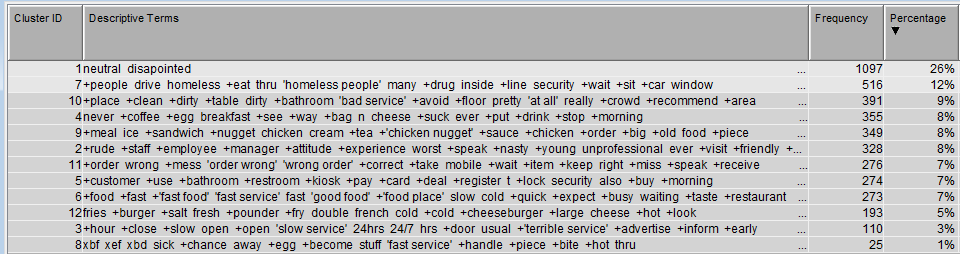 Cluster ID Descriptive Terms Frequency Percentage
1 neutral disapointed ... 1097 26%
7 +people drive homeless +eat thru 'homeless people' many +drug inside +line security +wait +sit +car window ... 516 12%
10 +place +clean +dirty +table dirty +bathroom 'bad service' +avoid +floor pretty 'at all' really +crowd +recommend +area ... 391 9%
4 never +coffee +egg breakfast +see +way +bag n cheese +suck ever +put +drink +stop +morning ... 355 8%
9 +meal ice +sandwich +nugget chicken cream +tea +'chicken nugget' +sauce +chicken +order +big +old food +piece ... 349 8%
2 +rude +staff +employee +manager +attitude +experience worst +speak +nasty +young unprofessional ever +visit +friendly +... 328 8%
11 +order wrong +mess 'order wrong' 'wrong order' +correct +take mobile +wait +item +keep right +miss +speak +receive ... 276 7%
5 +customer +use +bathroom +restroom +kiosk +pay +card +deal +register t +lock security also +buy +morning ... 274 7%
6 +food +fast +'fast food' 'fast service' fast 'good food' +'food place' slow cold +quick +expect +busy waiting +taste +restaurant ... 273 7%
12 fries +burger +salt fresh +pounder +fry double french cold +cold +cheeseburger +large cheese +hot +look ... 193 5%
3 +hour +close +slow open +open 'slow service' 24hrs 24/7 hrs +door usual +'terrible service' +advertise +inform +early ... 110 3%
8 xbf xef xbd sick +chance away +egg +become stuff 'fast service' +handle +piece +bite +hot thru ... 25 1%